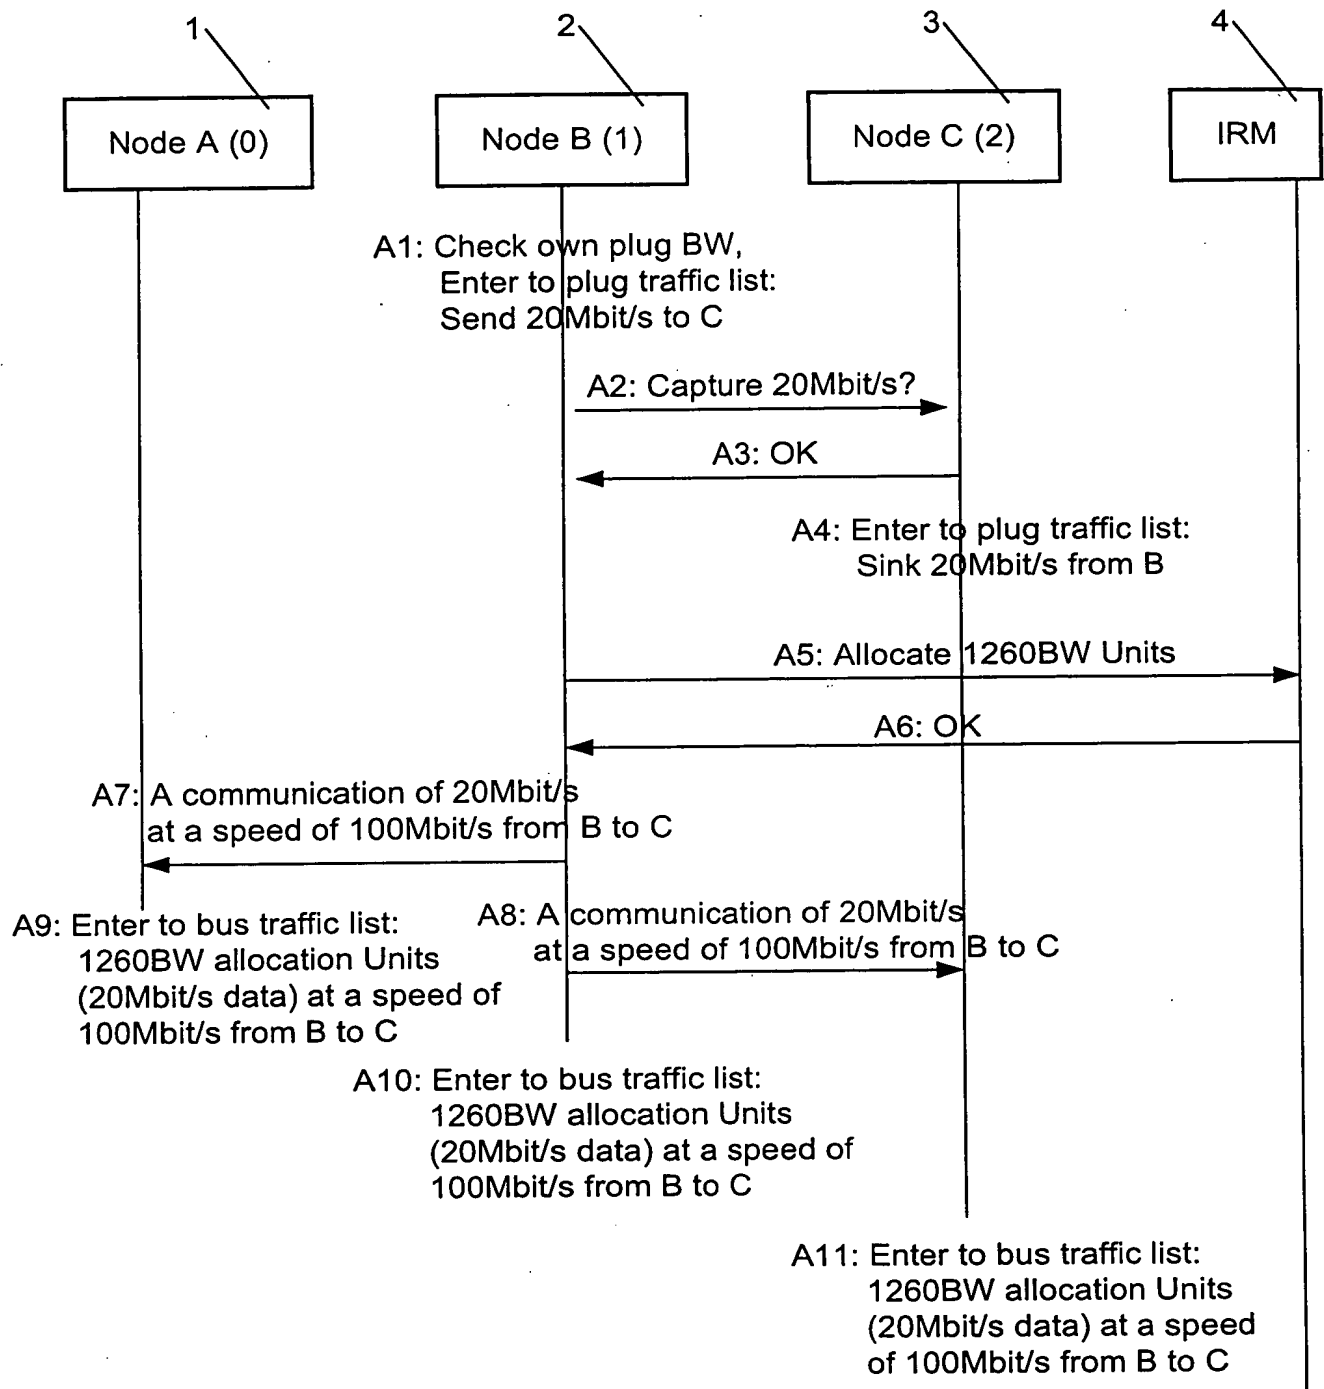 1
2
3
4
Node A (0)
Node B (1)
Node C (2)
IRM
A1: Check own plug BW,
Enter to plug traffic list:
Send 20Mbit/s to C
A2: Capture 20Mbit/s?
A3: OK
A4: Enter to plug traffic list:
Sink 20Mbit/s from B
A5: Allocate 1260BW Units
A6: OK
A7: A communication of 20Mbit/s
at a speed of 100Mbit/s from B to C
A8: A communication of 20Mbit/s
at a speed of 100Mbit/s from B to C
A9: Enter to bus traffic list:
1260BW allocation Units
(20Mbit/s data) at a speed of
100Mbit/s from B to C
A10: Enter to bus traffic list:
1260BW allocation Units
(20Mbit/s data) at a speed of
100Mbit/s from B to C
A11: Enter to bus traffic list:
1260BW allocation Units
(20Mbit/s data) at a speed
of 100Mbit/s from B to C